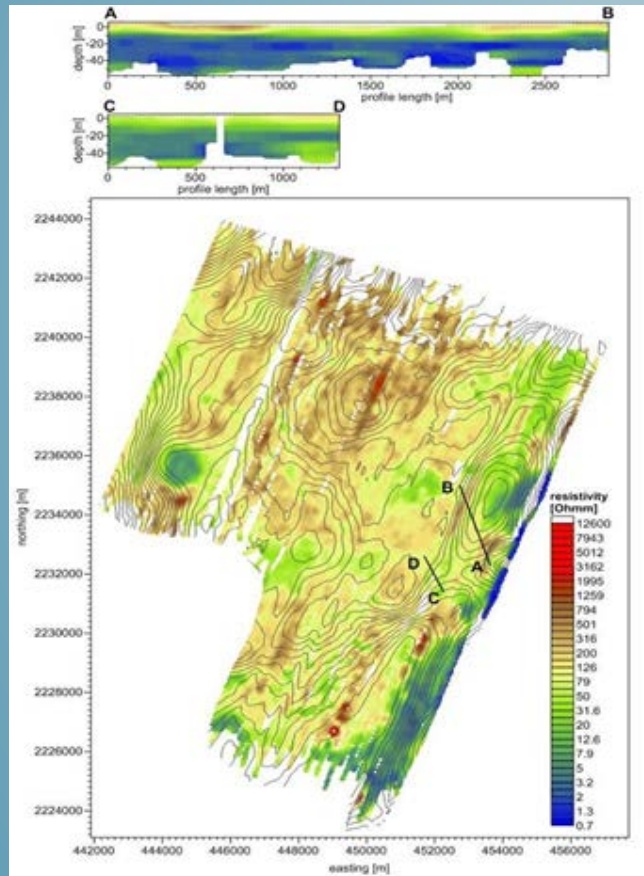 A B
depth [m]
0
-20
-40
0 500 1000 1500 2000 2500
profile length [m]
C D
depth [m]
0
-20
-40
0 500 1000
profile length [m]
2244000
2242000
2240000
2238000
2236000
2234000
2232000
2230000
2228000
2226000
2224000
northing [m]
B
A
D
C
resistivity
[Ohmm]
12600
7943
5012
3162
1995
1259
794
501
316
200
126
79
50
31.6
20
12.6
7.9
5
3.2
2
1.3
0.7
442000 444000 446000 448000 450000 452000 454000 456000
easting [m]